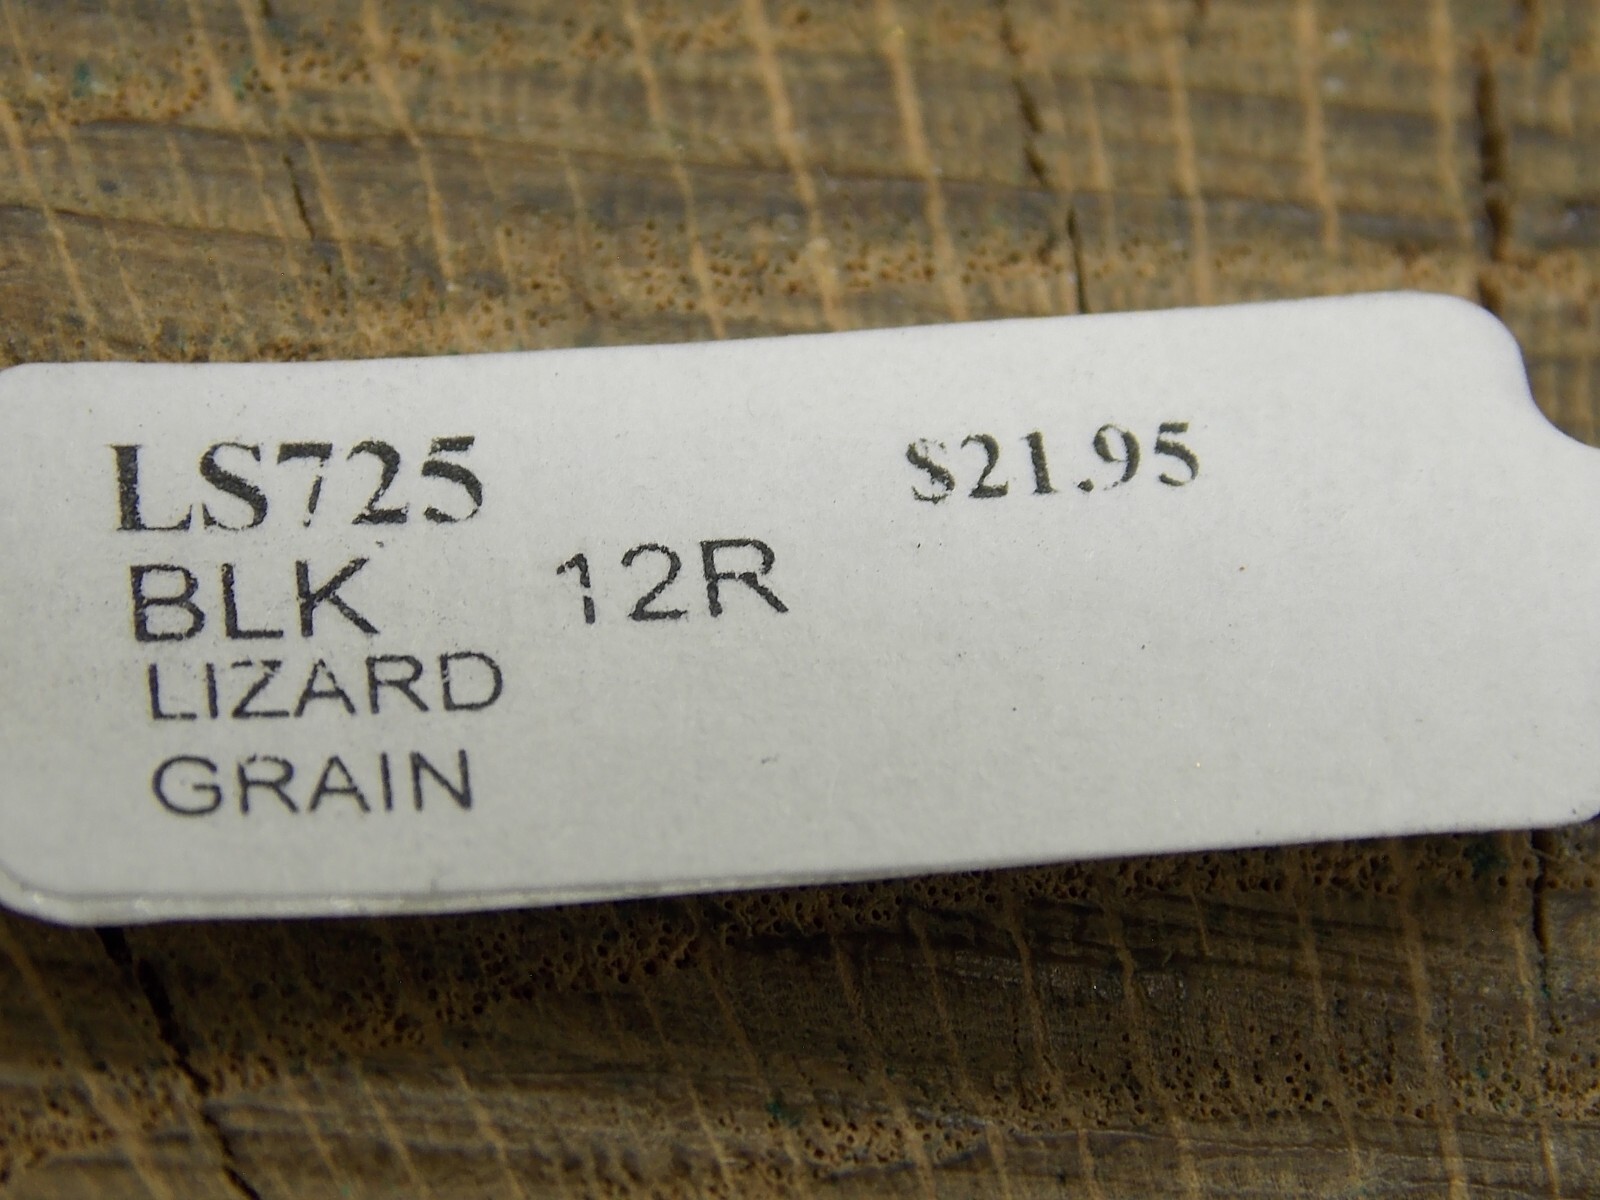 LS725 $21.95
BLK 12R
LIZARD
GRAIN